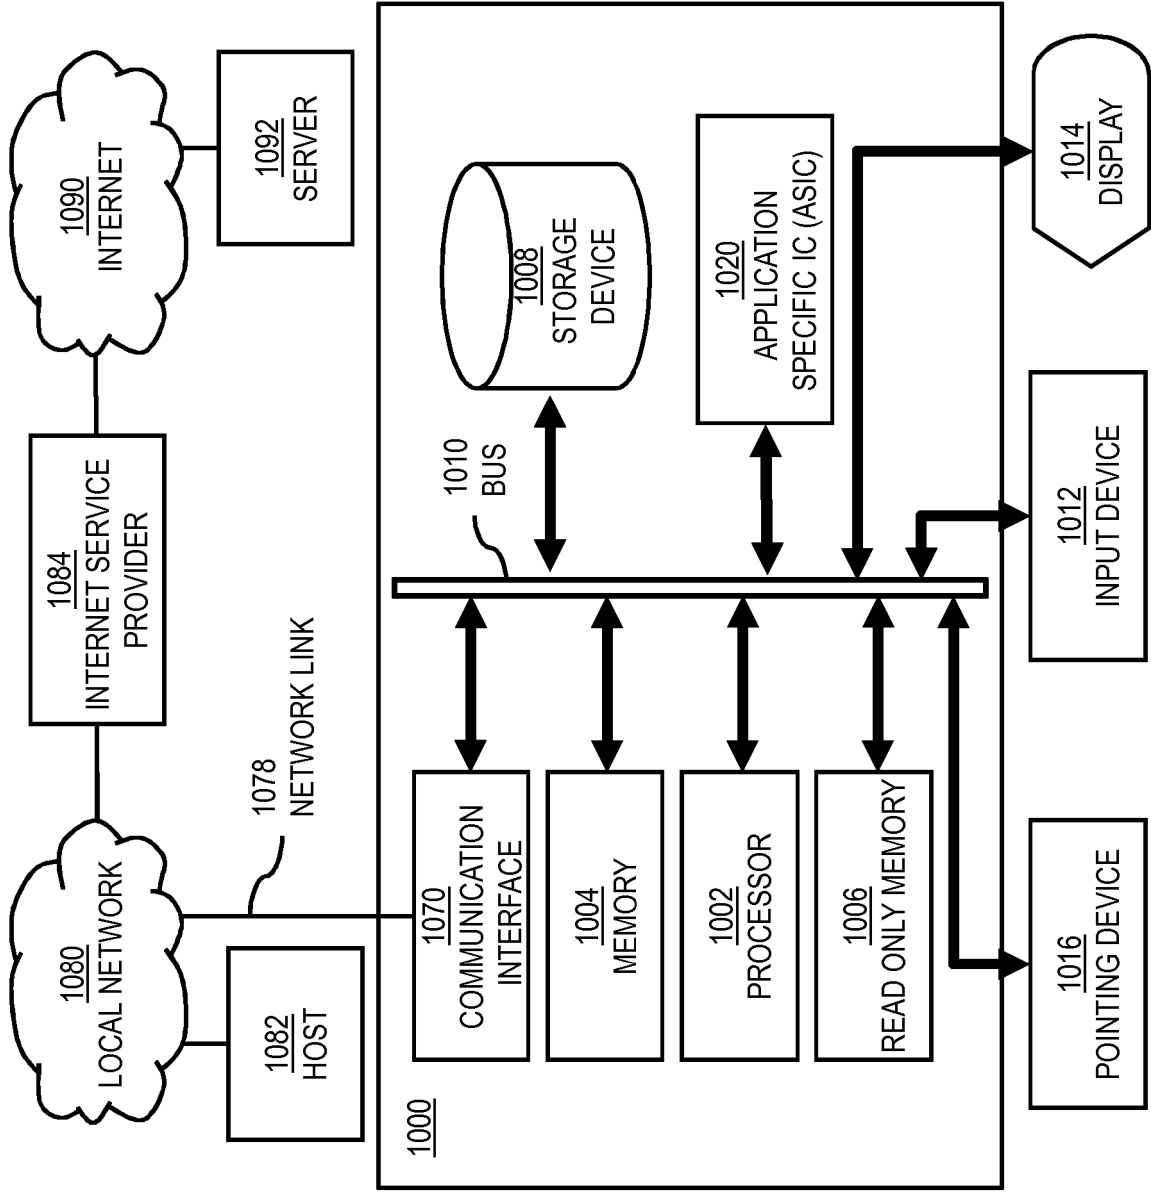 1080
LOCAL NETWORK
1084
INTERNET SERVICE
PROVIDER
1090
INTERNET
1082
HOST
1078
NETWORK LINK
1092
SERVER
1000
1070
COMMUNICATION
INTERFACE
1010
BUS
1008
STORAGE
DEVICE
1004
MEMORY
1002
PROCESSOR
1020
APPLICATION
SPECIFIC IC (ASIC)
1006
READ ONLY MEMORY
1016
POINTING DEVICE
1012
INPUT DEVICE
1014
DISPLAY